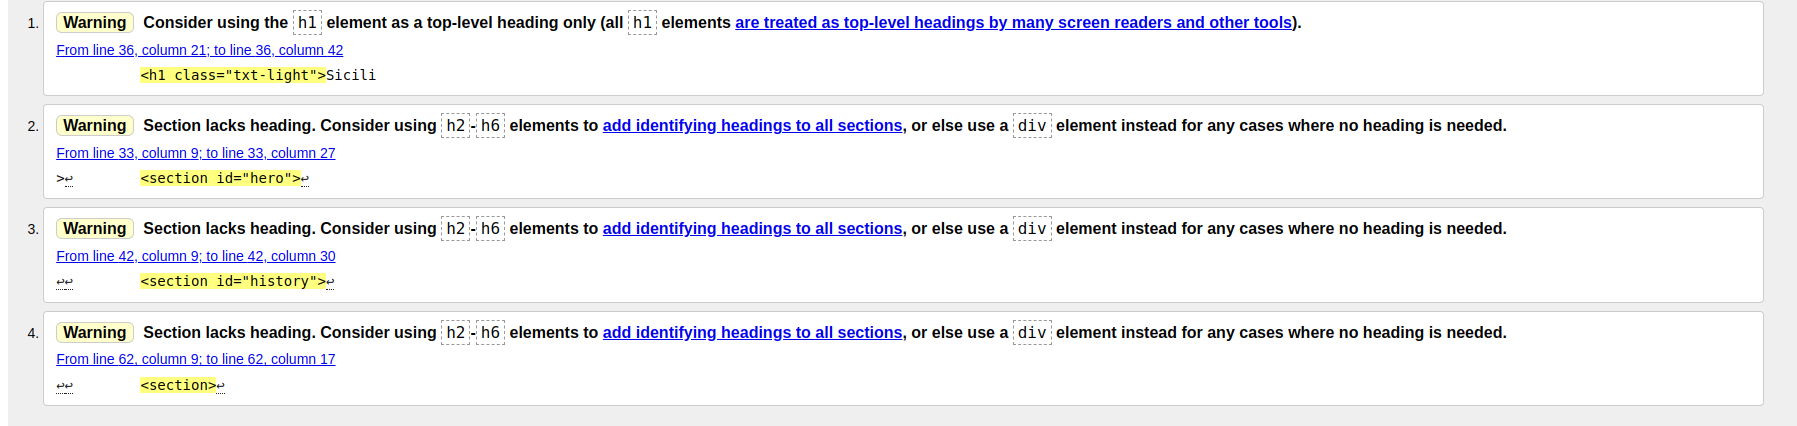 1. Warning Consider using the h1 element as a top-level heading only (all h1 elements are treated as top-level headings by many screen readers and other tools).
From line 36, column 21; to line 36, column 42
<h1 class="txt-light">Sicili
2. Warning Section lacks heading. Consider using h2-h6 elements to add identifying headings to all sections, or else use a div element instead for any cases where no heading is needed.
From line 33, column 9; to line 33, column 27
>↩ <section id="hero">↩
3. Warning Section lacks heading. Consider using h2-h6 elements to add identifying headings to all sections, or else use a div element instead for any cases where no heading is needed.
From line 42, column 9; to line 42, column 30
↩↩ <section id="history">↩
4. Warning Section lacks heading. Consider using h2-h6 elements to add identifying headings to all sections, or else use a div element instead for any cases where no heading is needed.
From line 62, column 9; to line 62, column 17
↩↩ <section>↩